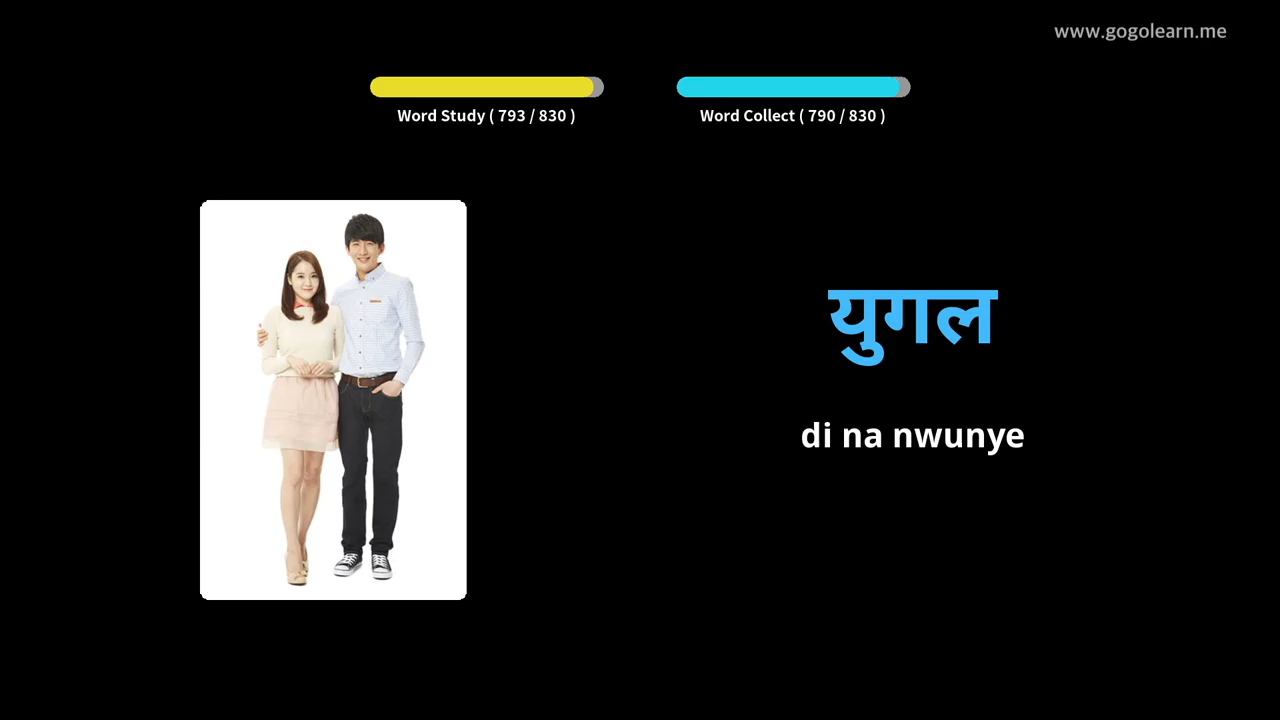 www.gogolearn.me
Word Study ( 793 / 830 )
Word Collect ( 790 / 830 )
युगल
di na nwunye